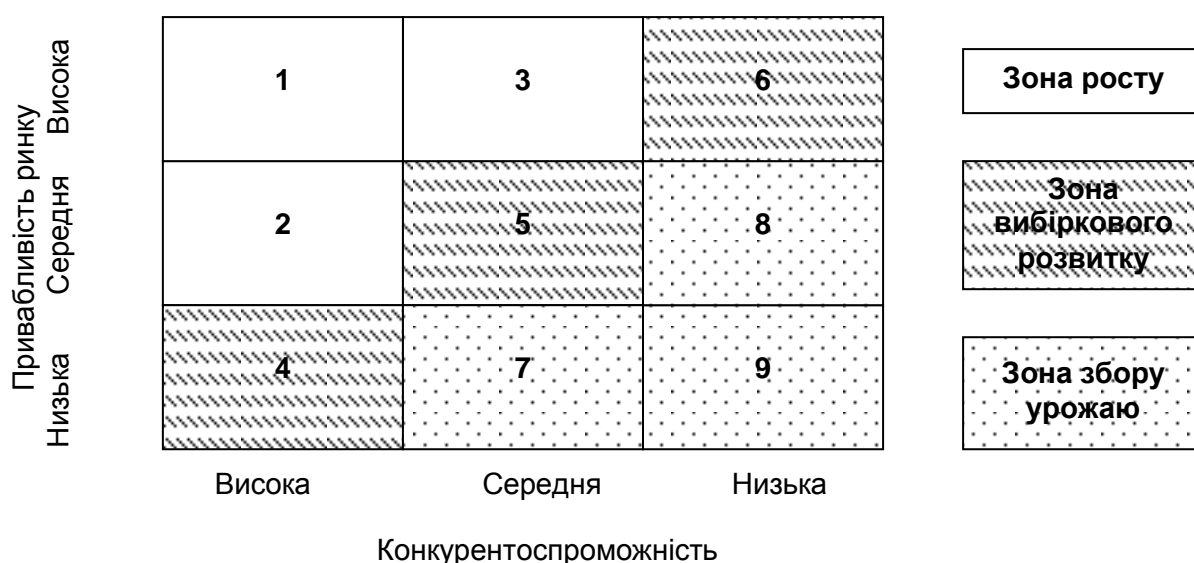 Привабливість ринку
Висока
Середня
Низька
1
3
6
2
5
8
4
7
9
Висока
Середня
Низька
Конкурентоспроможність
Зона росту
Зона
вибіркового
розвитку
Зона збору
урожаю